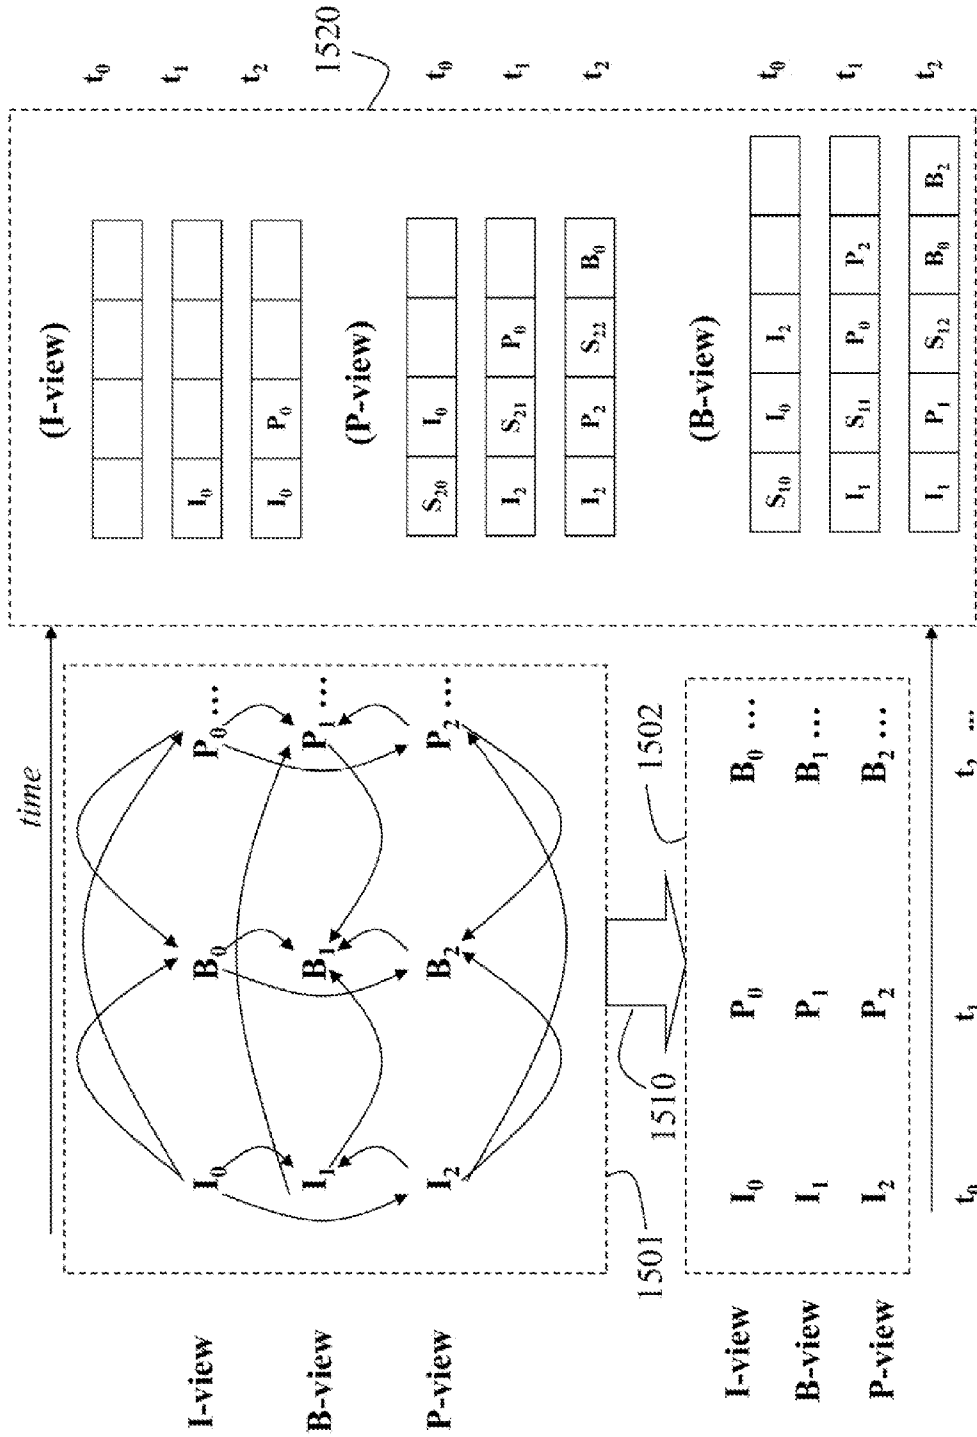 time
I-view I₀ B₀ P₀ ...
B-view I₁ B₁ P₁ ...
P-view I₂ B₂ P₂ ...
1501
1510
1502
I-view I₀ P₀ B₀ ...
B-view I₁ P₁ B₁ ...
P-view I₂ P₂ B₂ ...
t₀ t₁ t₂ ...
(I-view)
t₀
I₀ t₁
I₀ P₀ t₂
1520
(P-view)
S₂₀ I₀ t₀
I₂ S₂₁ P₀ t₁
I₂ P₂ S₂₂ B₀ t₂
(B-view)
S₁₀ I₀ I₂ t₀
I₁ S₁₁ P₀ P₂ t₁
I₁ P₁ S₁₂ B₀ B₂ t₂